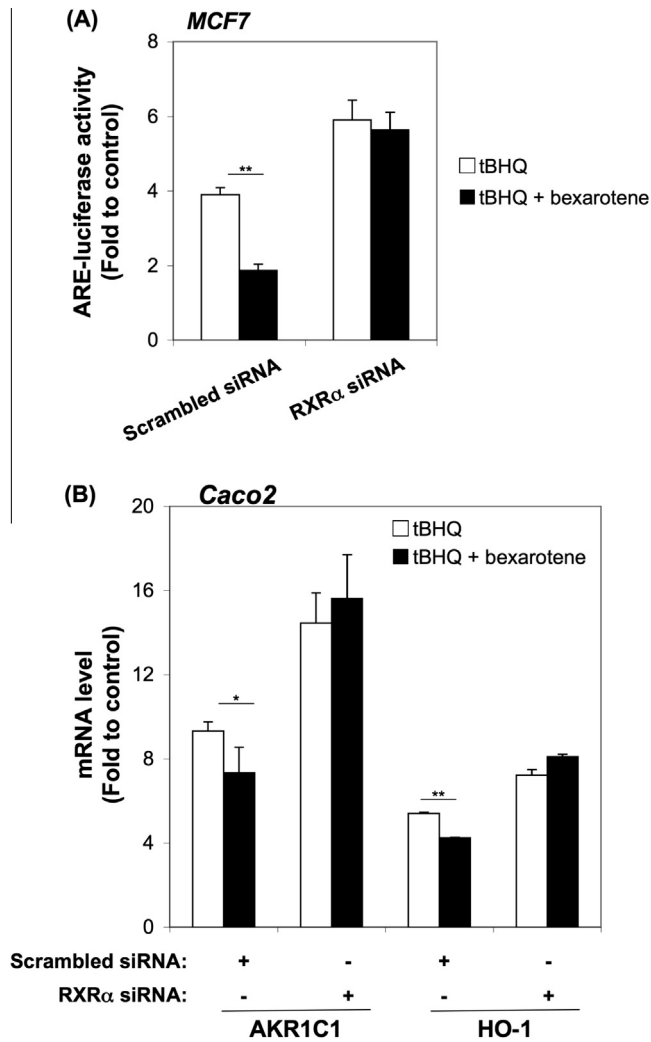 (A) MCF7
8
6
4
2
0
ARE-luciferase activity
(Fold to control)
**
tBHQ
tBHQ + bexarotene
Scrambled siRNA
RXRα siRNA
(B) Caco2
20
16
12
8
4
0
mRNA level
(Fold to control)
tBHQ
tBHQ + bexarotene
*
**
Scrambled siRNA: + - + -
RXRα siRNA: - + - +
AKR1C1 HO-1